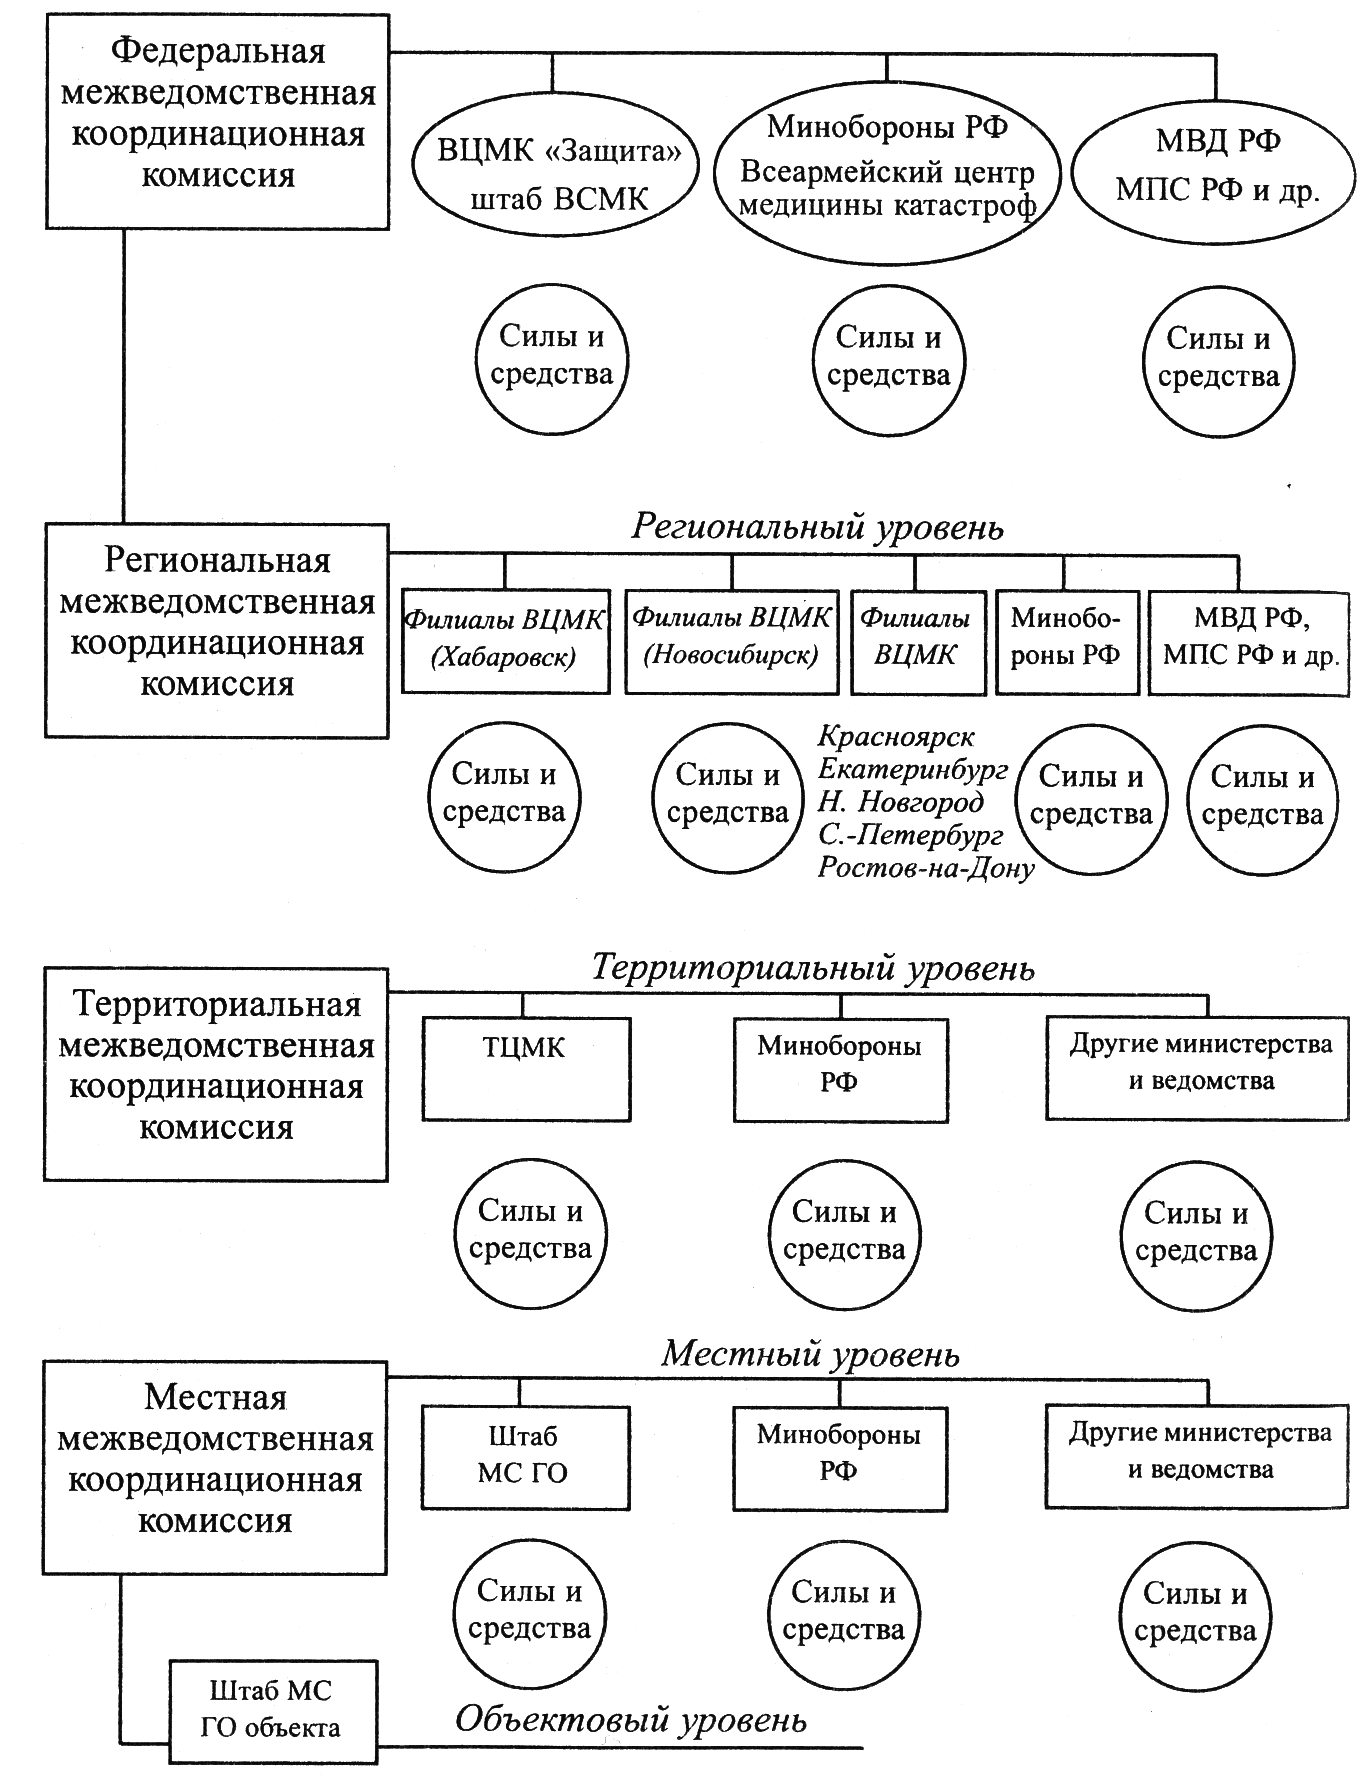 Федеральная
межведомственная
координационная
комиссия
ВЦМК «Защита»
штаб ВСМК
Минобороны РФ
Всеармейский центр
медицины катастроф
МВД РФ
МПС РФ и др.
Силы и
средства
Силы и
средства
Силы и
средства
Региональный уровень
Региональная
межведомственная
координационная
комиссия
Филиалы ВЦМК
(Хабаровск)
Филиалы ВЦМК
(Новосибирск)
Филиалы
ВЦМК
Минобо-
роны РФ
МВД РФ,
МПС РФ и др.
Силы и
средства
Силы и
средства
Красноярск
Екатеринбург
Н. Новгород
С.-Петербург
Ростов-на-Дону
Силы и
средства
Силы и
средства
Территориальный уровень
Территориальная
межведомственная
координационная
комиссия
ТЦМК
Минобороны
РФ
Другие министерства
и ведомства
Силы и
средства
Силы и
средства
Силы и
средства
Местный уровень
Местная
межведомственная
координационная
комиссия
Штаб
МС ГО
Минобороны
РФ
Другие министерства
и ведомства
Силы и
средства
Силы и
средства
Силы и
средства
Штаб МС
ГО объекта
Объектовый уровень